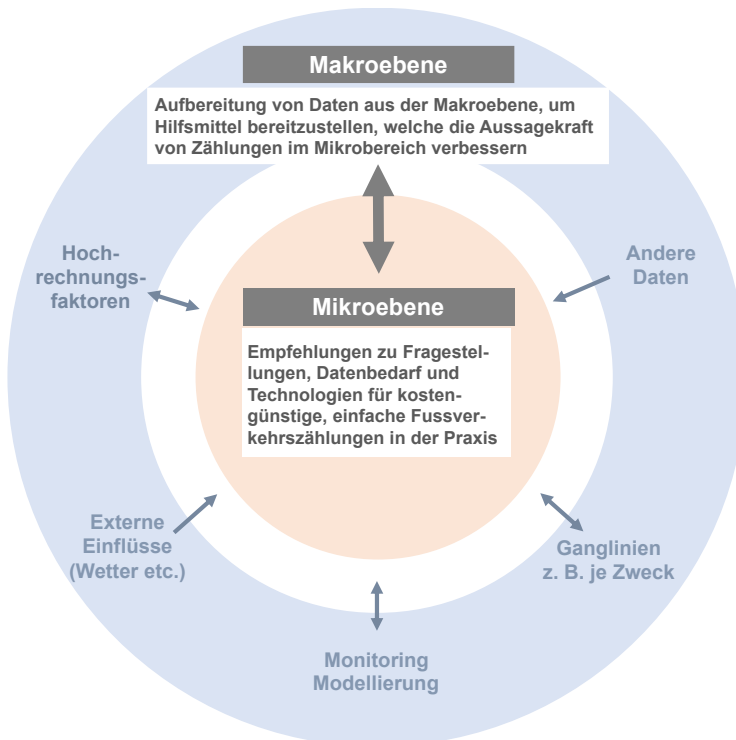 Makroebene
Aufbereitung von Daten aus der Makroebene, um
Hilfsmittel bereitzustellen, welche die Aussagekraft
von Zählungen im Mikrobereich verbessern
Hoch-
rechnungs-
faktoren
Andere
Daten
Mikroebene
Empfehlungen zu Fragestel-
lungen, Datenbedarf und
Technologien für kosten-
günstige, einfache Fussver-
kehrszählungen in der Praxis
Externe
Einflüsse
(Wetter etc.)
Ganglinien
z. B. je Zweck
Monitoring
Modellierung